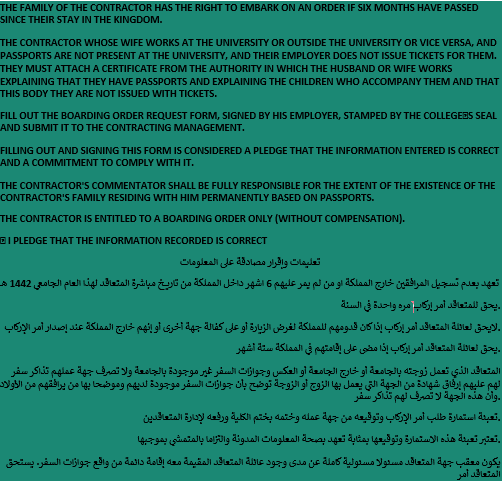 THE FAMILY OF THE CONTRACTOR HAS THE RIGHT TO EMBARK ON AN ORDER IF SIX MONTHS HAVE PASSED
SINCE THEIR STAY IN THE KINGDOM.
THE CONTRACTOR WHOSE WIFE WORKS AT THE UNIVERSITY OR OUTSIDE THE UNIVERSITY OR VICE VERSA, AND
PASSPORTS ARE NOT PRESENT AT THE UNIVERSITY, AND THEIR EMPLOYER DOES NOT ISSUE TICKETS FOR THEM.
THEY MUST ATTACH A CERTIFICATE FROM THE AUTHORITY IN WHICH THE HUSBAND OR WIFE WORKS
EXPLAINING THAT THEY HAVE PASSPORTS AND EXPLAINING THE CHILDREN WHO ACCOMPANY THEM AND THAT
THIS BODY THEY ARE NOT ISSUED WITH TICKETS.
FILL OUT THE BOARDING ORDER REQUEST FORM, SIGNED BY HIS EMPLOYER, STAMPED BY THE COLLEGE⍰S SEAL
AND SUBMIT IT TO THE CONTRACTING MANAGEMENT.
FILLING OUT AND SIGNING THIS FORM IS CONSIDERED A PLEDGE THAT THE INFORMATION ENTERED IS CORRECT
AND A COMMITMENT TO COMPLY WITH IT.
THE CONTRACTOR'S COMMENTATOR SHALL BE FULLY RESPONSIBLE FOR THE EXTENT OF THE EXISTENCE OF THE
CONTRACTOR'S FAMILY RESIDING WITH HIM PERMANENTLY BASED ON PASSPORTS.
THE CONTRACTOR IS ENTITLED TO A BOARDING ORDER ONLY (WITHOUT COMPENSATION).
⍰ I PLEDGE THAT THE INFORMATION RECORDED IS CORRECT
تعليمات وإقرار مصادقة على المعلومات
تعهد بعدم تسجيل المرافقين خارج المملكة او من لم يمر عليهم 6 اشهر داخل المملكة من تاريخ مباشرة المتعاقد لهذا العام الجامعي 1442 هـ
.يحق للمتعاقد أمر إركاب مره واحدة في السنة
.لايحق لعائلة المتعاقد أمر إركاب إذا كان قدومهم للمملكة لغرض الزيارة أو على كفالة جهة أخرى أو إنهم خارج المملكة عند إصدار أمر الإركاب
.يحق لعائلة المتعاقد أمر إركاب إذا مضى على إقامتهم في المملكة ستة أشهر
المتعاقد الذي تعمل زوجته بالجامعة أو خارج الجامعة أو العكس وجوازات السفر غير موجودة بالجامعة ولا تصرف جهة عملهم تذاكر سفر
لهم عليهم إرفاق شهادة من الجهة التي يعمل بها الزوج أو الزوجة توضح بأن جوازات السفر موجودة لديهم وموضحا بها من يرافقهم من الأولاد
.وأن هذه الجهة لا تصرف لهم تذاكر سفر
.تعبئة استمارة طلب أمر الإركاب وتوقيعه من جهة عمله وختمه بختم الكلية ورفعه لإدارة المتعاقدين
.تعتبر تعبئة هذه الاستمارة وتوقيعها بمثابة تعهد بصحة المعلومات المدونة والتزاما بالتمشي بموجبها
يكون معقب جهة المتعاقد مسئولا مسئولية كاملة عن مدى وجود عائلة المتعاقد المقيمة معه إقامة دائمة من واقع جوازات السفر، يستحق
المتعاقد أمر